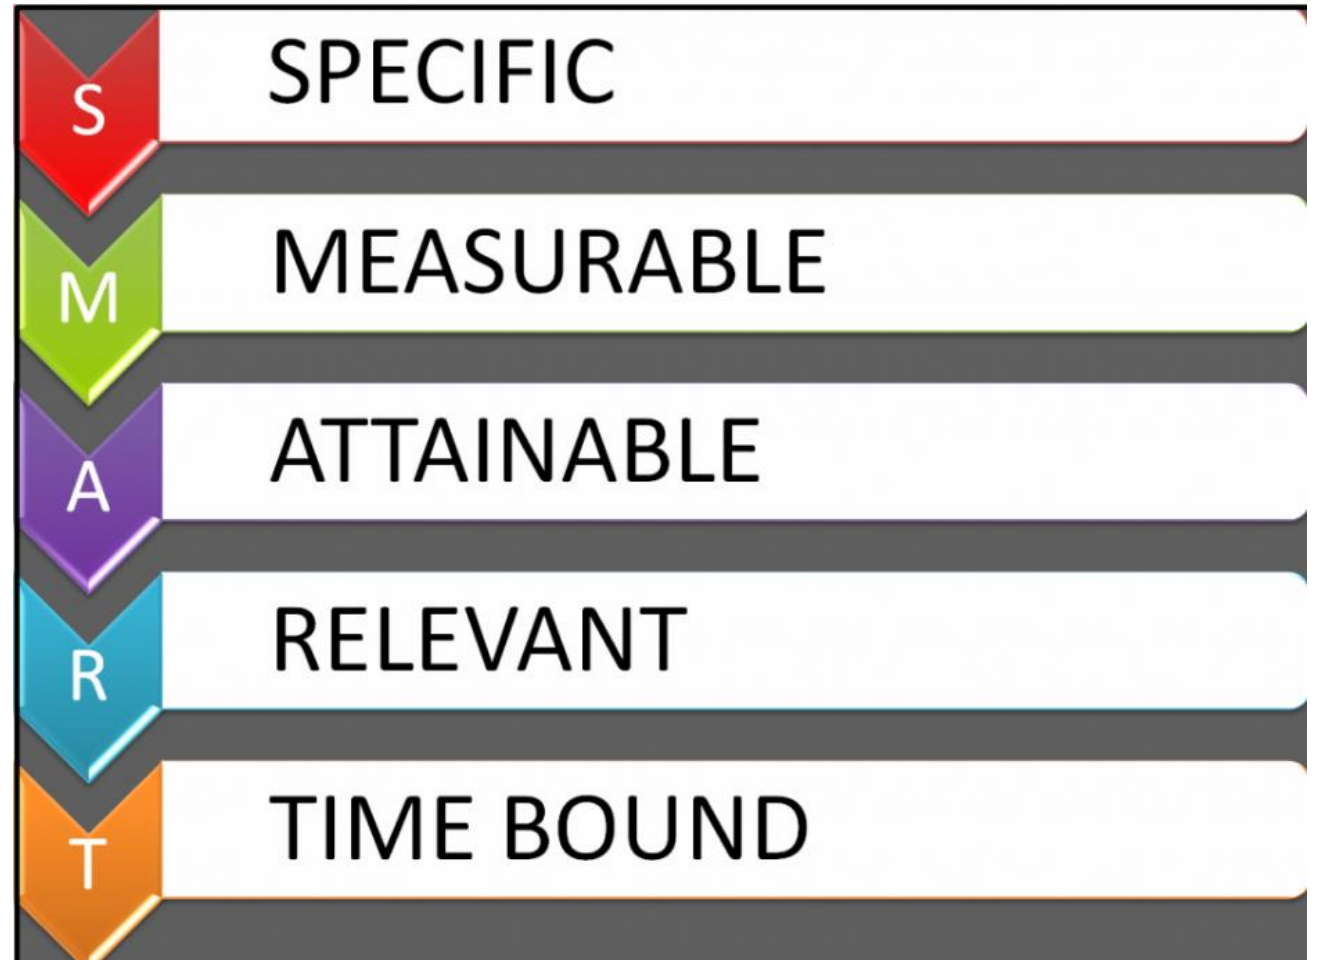 S SPECIFIC
M MEASURABLE
A ATTAINABLE
R RELEVANT
T TIME BOUND